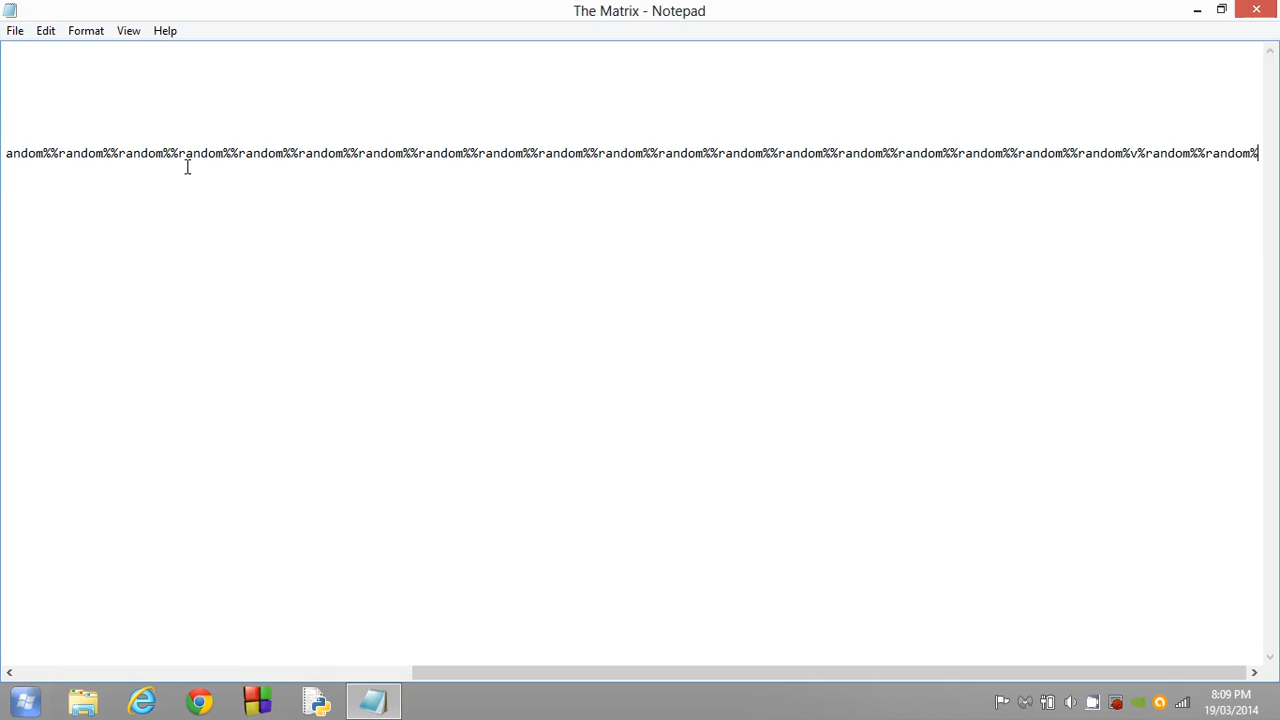 The Matrix - Notepad
File Edit Format View Help
andom%%random%%random%%random%%random%%random%%random%%random%%random%%random%%random%%random%%random%%random%%random%%random%%random%%random%%random%v%random%%random%
8:09 PM
19/03/2014